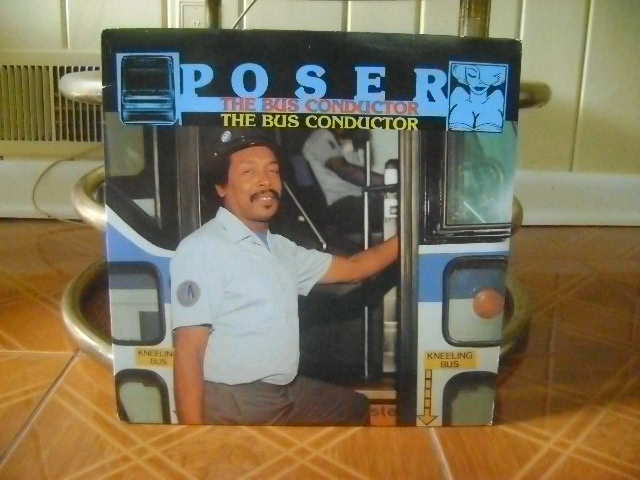 POSER
THE BUS CONDUCTOR
THE BUS CONDUCTOR
KNEELING
BUS
KNEELING
BUS